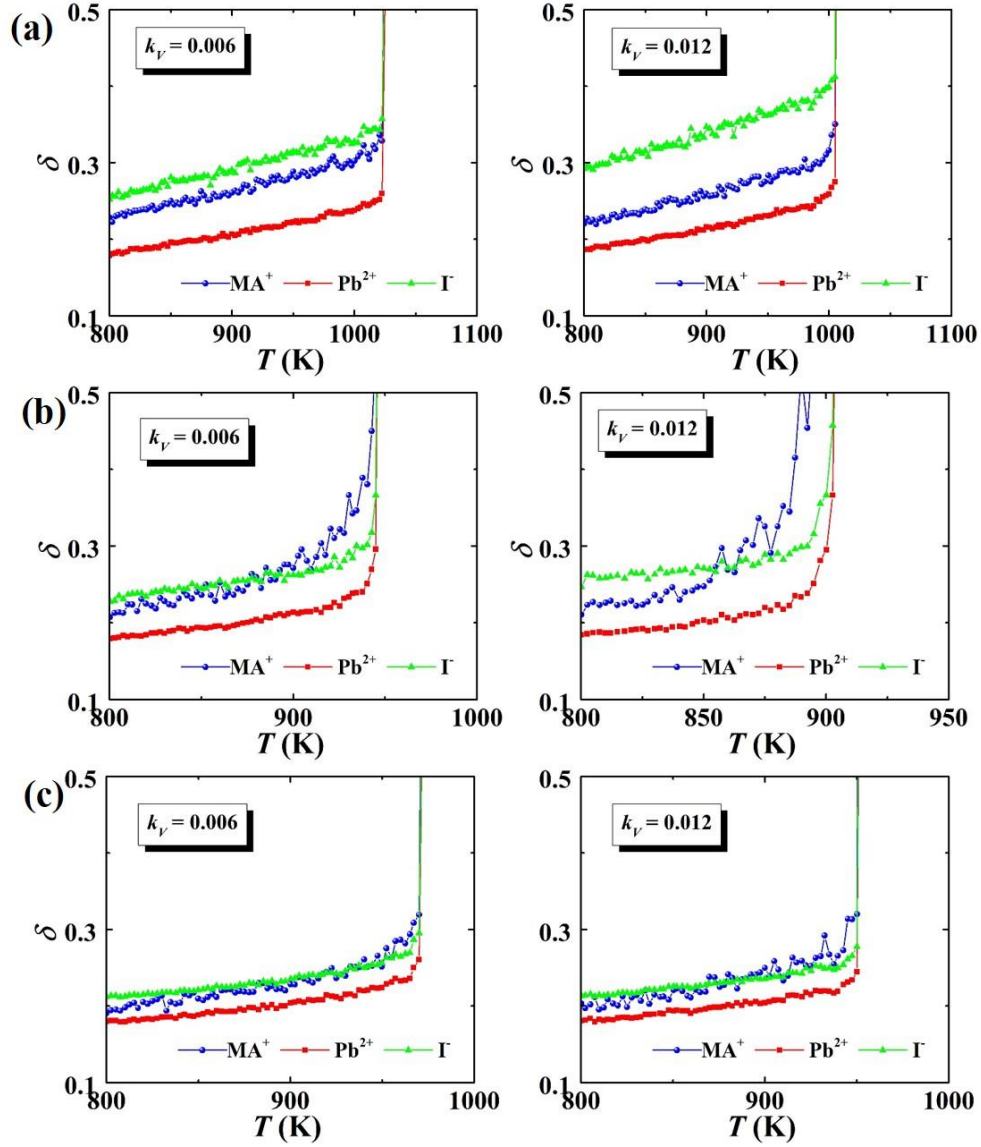 (a)
0.5
0.3
0.1
δ
k_V = 0.006
MA⁺ Pb²⁺ I⁻
800 900 1000 1100
T (K)
0.5
0.3
0.1
δ
k_V = 0.012
MA⁺ Pb²⁺ I⁻
800 900 1000 1100
T (K)
(b)
0.5
0.3
0.1
δ
k_V = 0.006
MA⁺ Pb²⁺ I⁻
800 900 1000
T (K)
0.5
0.3
0.1
δ
k_V = 0.012
MA⁺ Pb²⁺ I⁻
800 850 900 950
T (K)
(c)
0.5
0.3
0.1
δ
k_V = 0.006
MA⁺ Pb²⁺ I⁻
800 900 1000
T (K)
0.5
0.3
0.1
δ
k_V = 0.012
MA⁺ Pb²⁺ I⁻
800 900 1000
T (K)